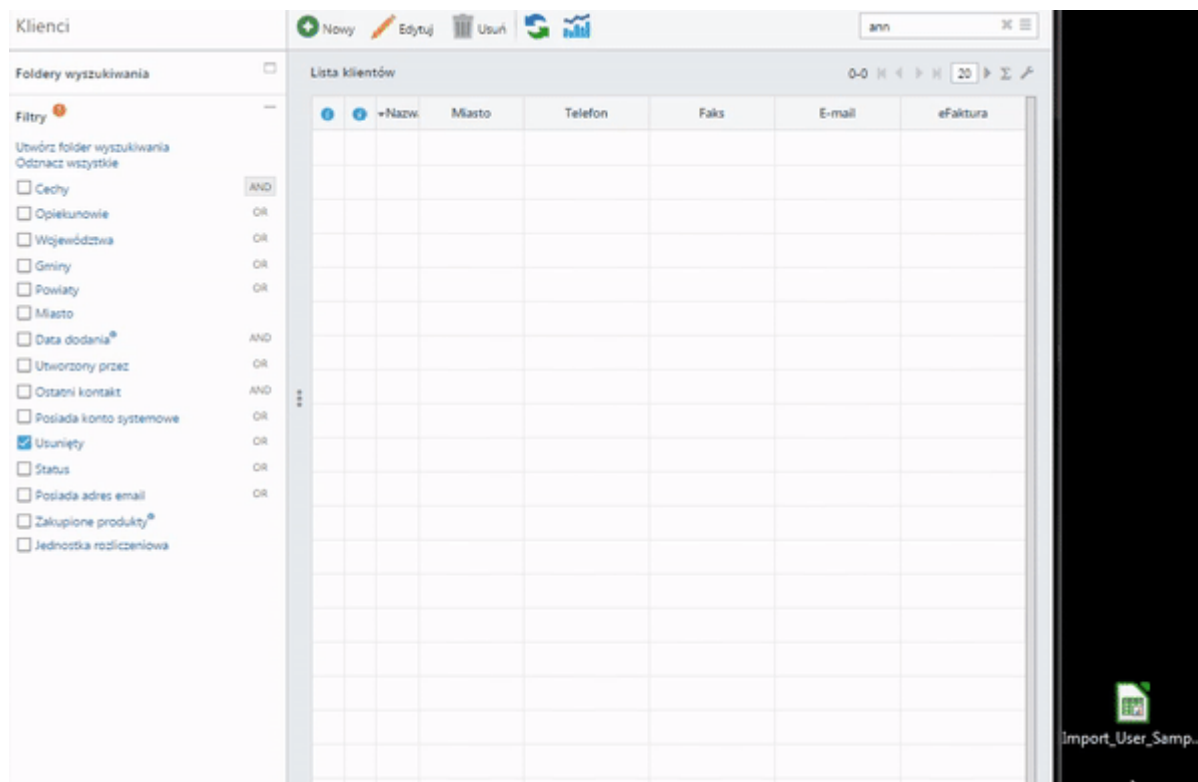 Klienci
Nowy Edytuj Usuń
ann
Foldery wyszukiwania
Lista klientów
0-0 20 Σ
Filtry
Nazw Miasto Telefon Faks E-mail eFaktura
Utwórz folder wyszukiwania
Odznacz wszystkie
Cechy AND
Opiekunowie OR
Województwa OR
Gminy OR
Powiaty OR
Miasto
Data dodania AND
Utworzony przez OR
Ostatni kontakt AND
Posiada konto systemowe OR
Usunięty OR
Status OR
Posiada adres email OR
Zakupione produkty
Jednostka rozliczeniowa
Import_User_Samp...